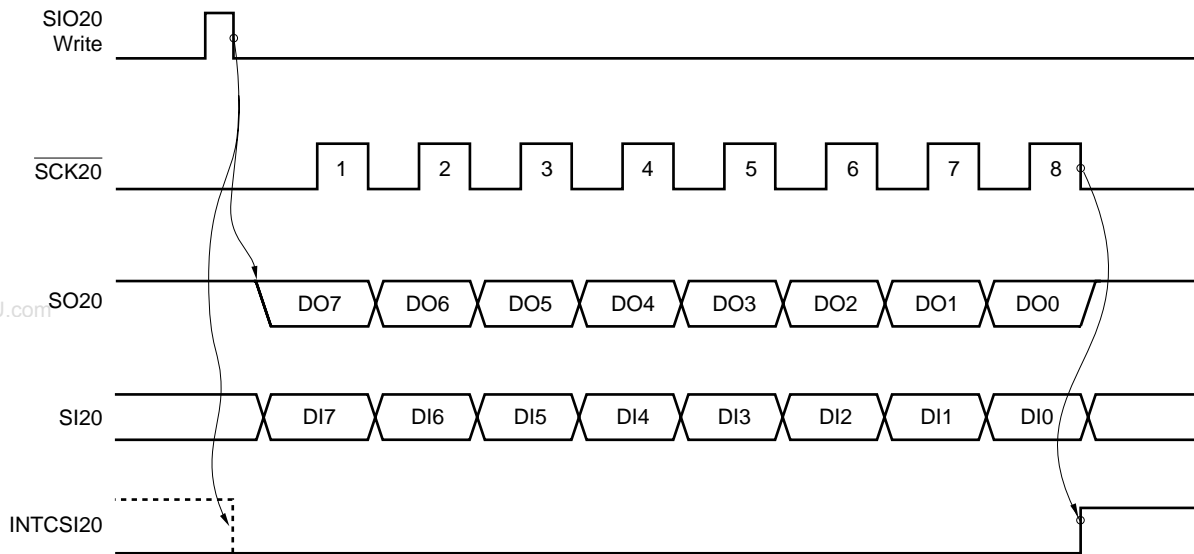 SIO20
Write
SCK20
1 2 3 4 5 6 7 8
SO20
DO7 DO6 DO5 DO4 DO3 DO2 DO1 DO0
J.com
SI20
DI7 DI6 DI5 DI4 DI3 DI2 DI1 DI0
INTCSI20